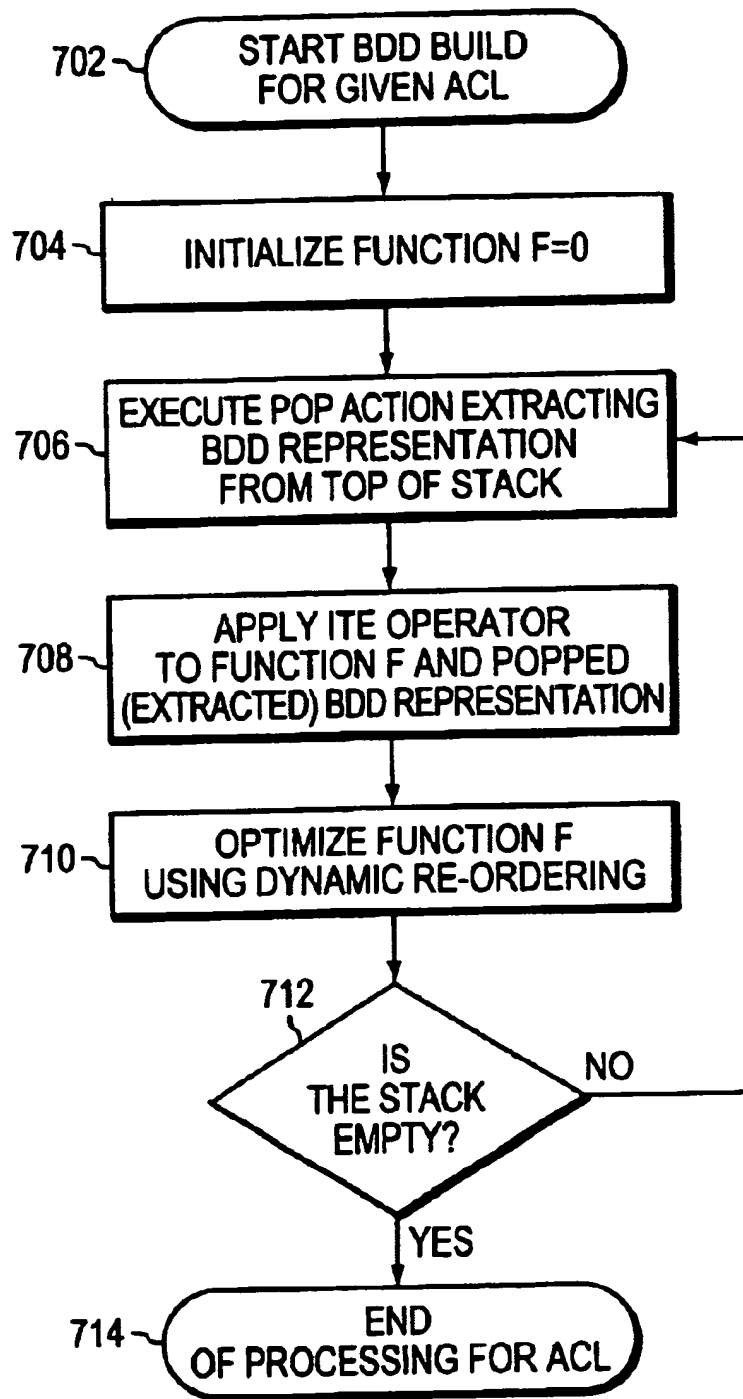 702
START BDD BUILD
FOR GIVEN ACL
704
INITIALIZE FUNCTION F=0
706
EXECUTE POP ACTION EXTRACTING
BDD REPRESENTATION
FROM TOP OF STACK
708
APPLY ITE OPERATOR
TO FUNCTION F AND POPPED
(EXTRACTED) BDD REPRESENTATION
710
OPTIMIZE FUNCTION F
USING DYNAMIC RE-ORDERING
712
IS
THE STACK
EMPTY?
NO
YES
714
END
OF PROCESSING FOR ACL